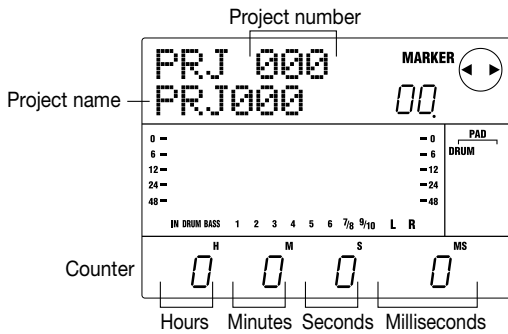 Project number
PRJ 000
MARKER
Project name
PRJ000
00.
0 0
6 6
12 12
24 24
48 48
PAD
DRUM
IN DRUM BASS 1 2 3 4 5 6 7/8 9/10 L R
H M S MS
Counter
0 0 0 0
Hours Minutes Seconds Milliseconds